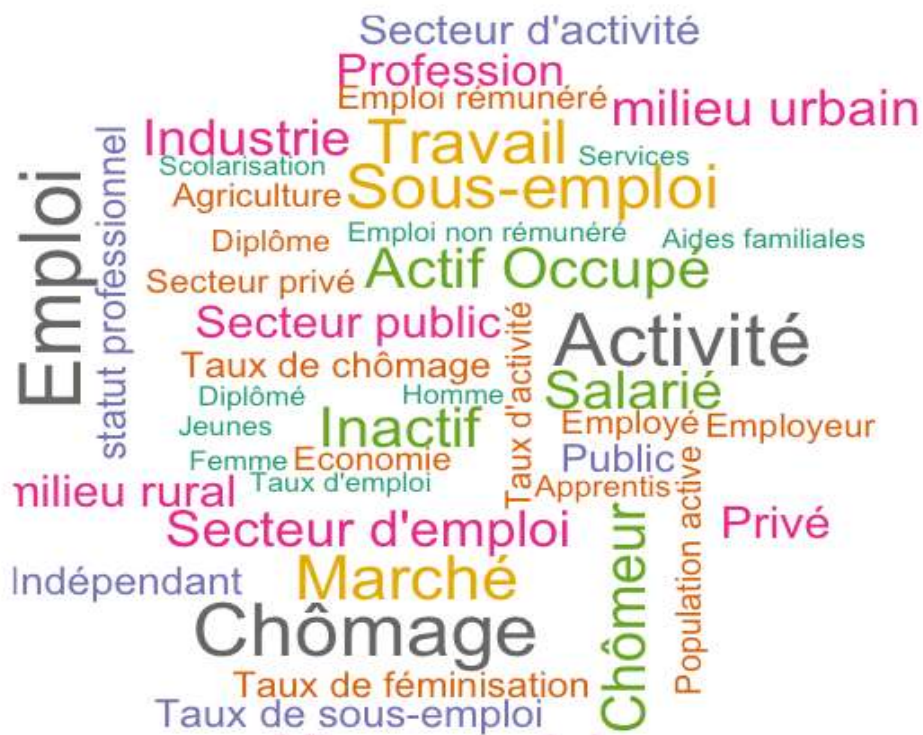 Secteur d'activité
Profession
Emploi rémunéré
milieu urbain
Industrie
Travail
Services
Scolarisation
Agriculture
Sous-emploi
Emploi
statut professionnel
Diplôme
Emploi non rémunéré
Aides familiales
Secteur privé
Actif Occupé
Secteur public
Taux d'activité
Activité
Taux de chômage
Diplômé
Homme
Salarié
Jeunes
Inactif
Employé
Employeur
Femme
Economie
Public
milieu rural
Taux d'emploi
Apprentis
Population active
Secteur d'emploi
Chômeur
Privé
Indépendant
Marché
Chômage
Taux de féminisation
Taux de sous-emploi